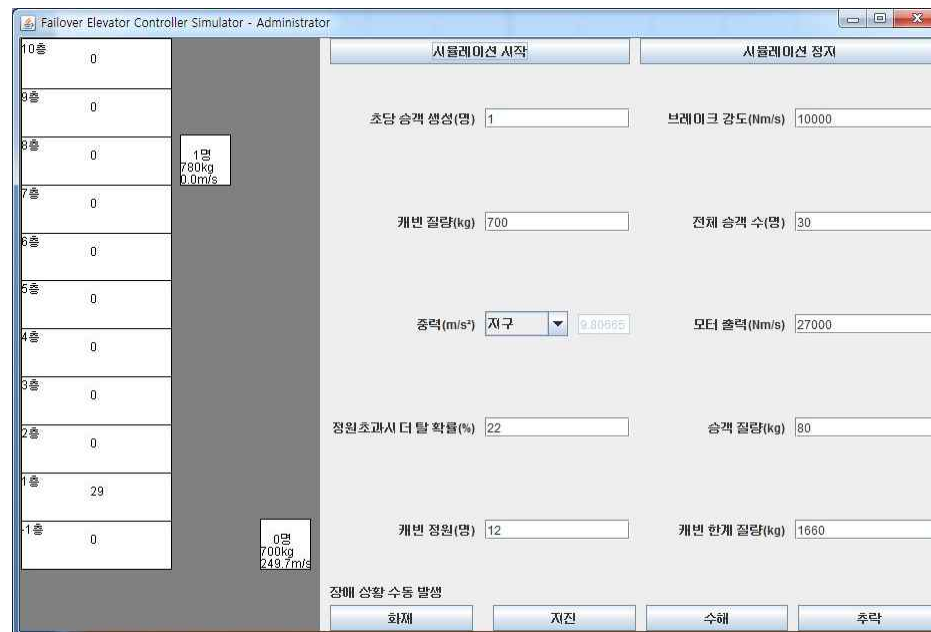 Failover Elevator Controller Simulator - Administrator
시뮬레이션 시작 시뮬레이션 정지
10층
0
9층
0
8층
0
1명
780kg
0.0m/s
7층
0
6층
0
5층
0
4층
0
3층
0
2층
0
1층
29
-1층
0
0명
700kg
249.7m/s
초당 승객 생성(명) 1 브레이크 강도(Nm/s) 10000
캐빈 질량(kg) 700 전체 승객 수(명) 30
중력(m/s²) 지구 9.80665 모터 출력(Nm/s) 27000
정원초과시 더 탈 확률(%) 22 승객 질량(kg) 80
캐빈 정원(명) 12 캐빈 한계 질량(kg) 1660
장애 상황 수동 발생
화재 지진 수해 추락